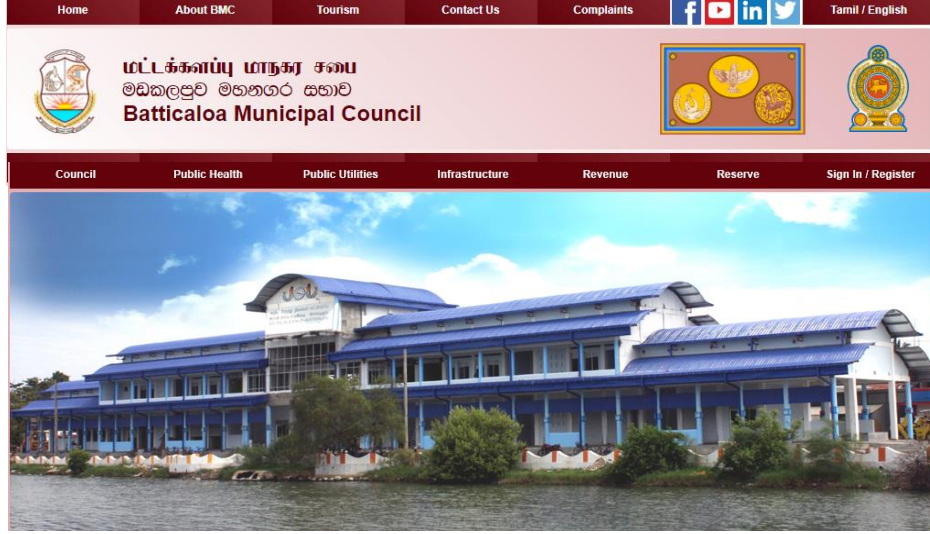 Home About BMC Tourism Contact Us Complaints Tamil / English
மட்டக்களப்பு மாநகர சபை
මඩකලපුව මහනගර සභාව
Batticaloa Municipal Council
Council Public Health Public Utilities Infrastructure Revenue Reserve Sign In / Register